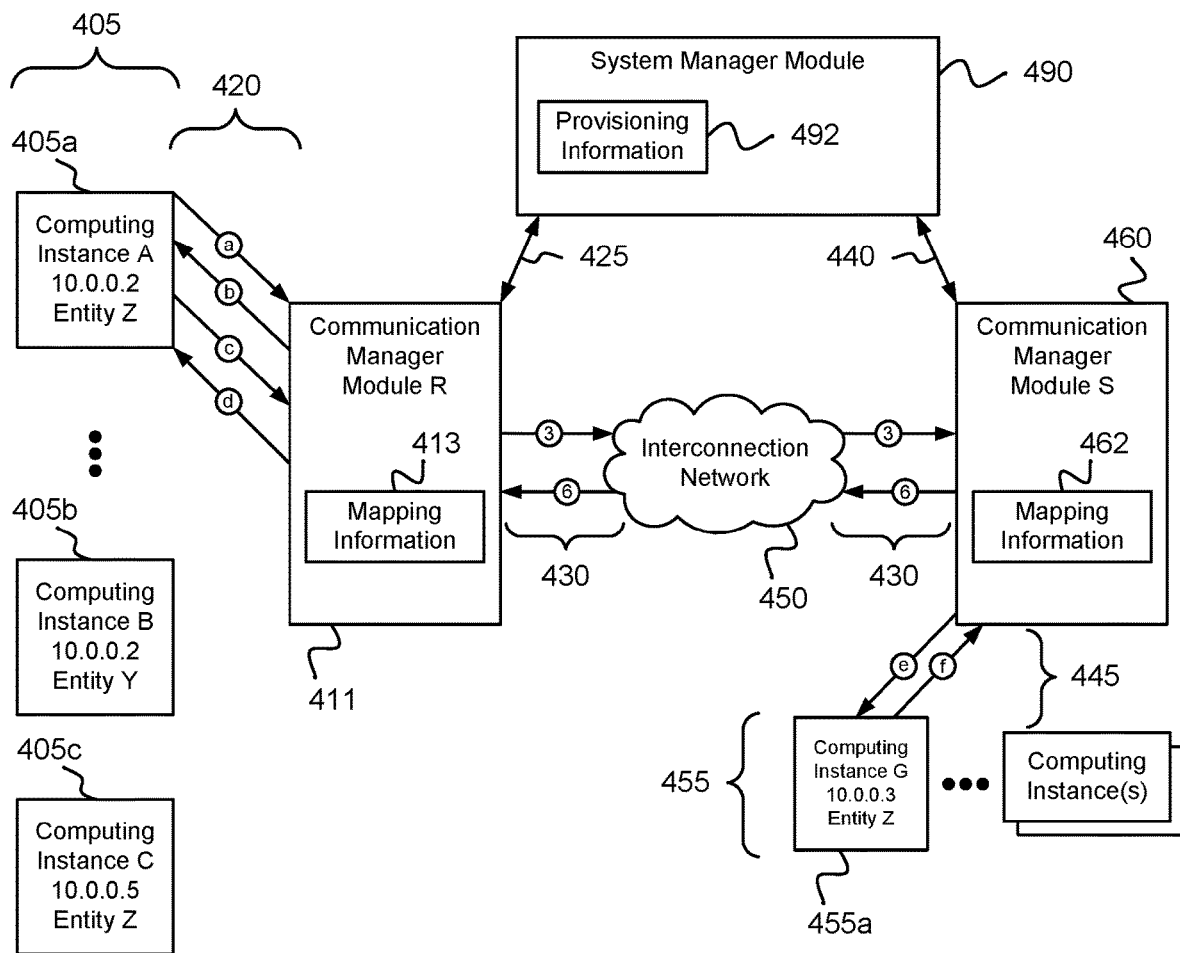 405
420
System Manager Module
490
Provisioning
Information
492
405a
Computing
Instance A
10.0.0.2
Entity Z
a
b
c
d
425
440
460
Communication
Manager
Module R
Communication
Manager
Module S
3
Interconnection
Network
3
413
6
6
462
Mapping
Information
Mapping
Information
430
450
430
405b
Computing
Instance B
10.0.0.2
Entity Y
411
e
f
445
405c
Computing
Instance C
10.0.0.5
Entity Z
455
Computing
Instance G
10.0.0.3
Entity Z
Computing
Instance(s)
455a